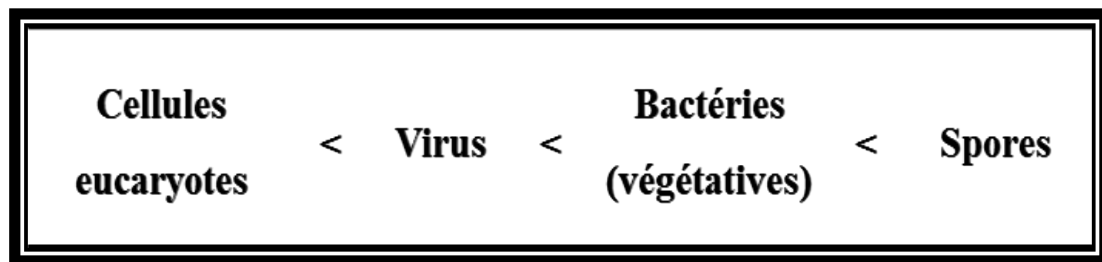 Cellules
eucaryotes
<
Virus
<
Bactéries
(végétatives)
<
Spores